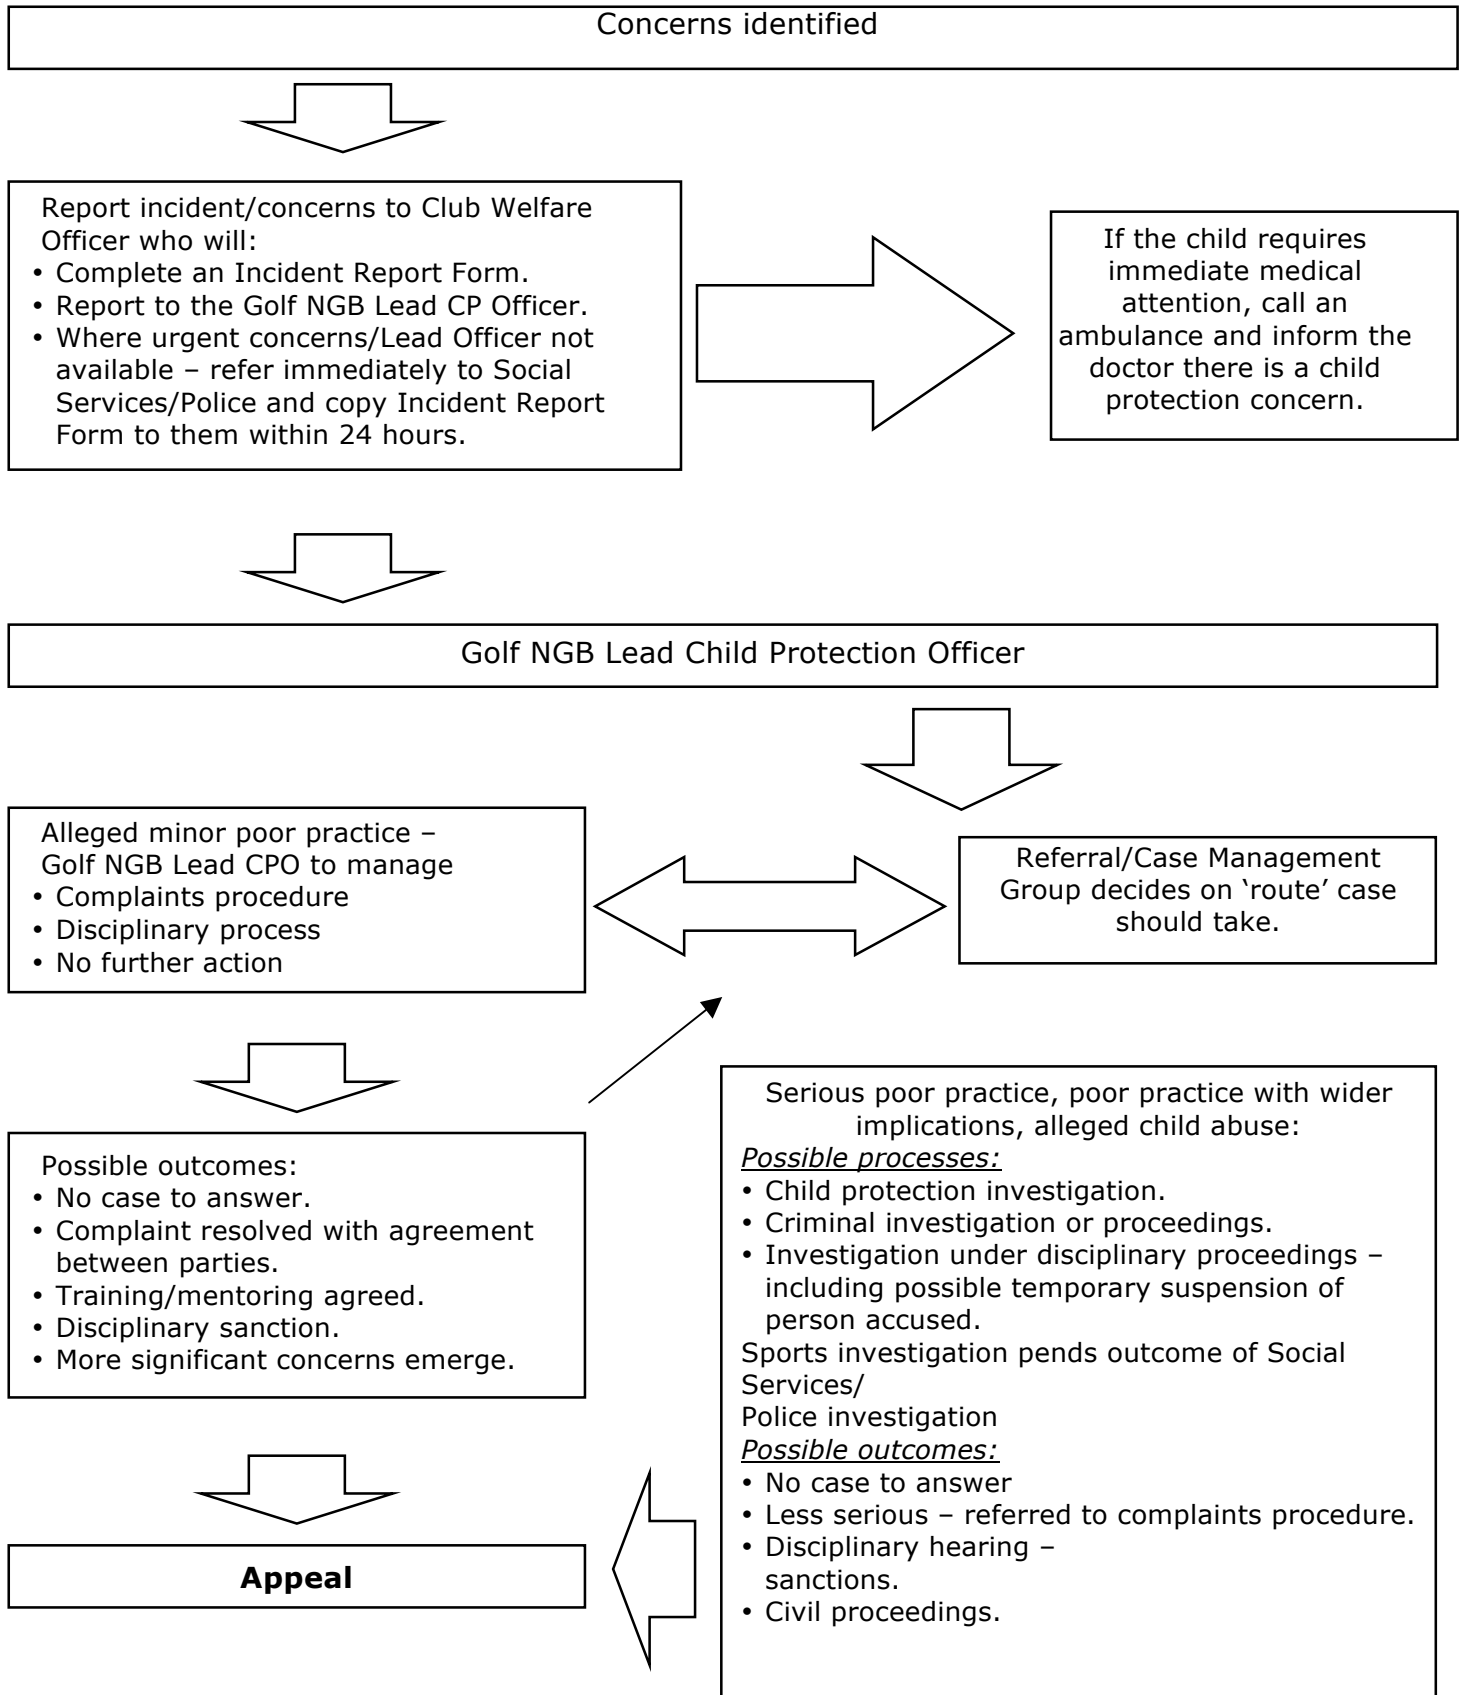 Concerns identified
Report incident/concerns to Club Welfare
Officer who will:
• Complete an Incident Report Form.
• Report to the Golf NGB Lead CP Officer.
• Where urgent concerns/Lead Officer not
available – refer immediately to Social
Services/Police and copy Incident Report
Form to them within 24 hours.
If the child requires
immediate medical
attention, call an
ambulance and inform the
doctor there is a child
protection concern.
Golf NGB Lead Child Protection Officer
Alleged minor poor practice –
Golf NGB Lead CPO to manage
• Complaints procedure
• Disciplinary process
• No further action
Referral/Case Management
Group decides on ‘route’ case
should take.
Possible outcomes:
• No case to answer.
• Complaint resolved with agreement
between parties.
• Training/mentoring agreed.
• Disciplinary sanction.
• More significant concerns emerge.
Serious poor practice, poor practice with wider
implications, alleged child abuse:
Possible processes:
• Child protection investigation.
• Criminal investigation or proceedings.
• Investigation under disciplinary proceedings –
including possible temporary suspension of
person accused.
Sports investigation pends outcome of Social
Services/
Police investigation
Possible outcomes:
• No case to answer
• Less serious – referred to complaints procedure.
• Disciplinary hearing –
sanctions.
• Civil proceedings.
Appeal